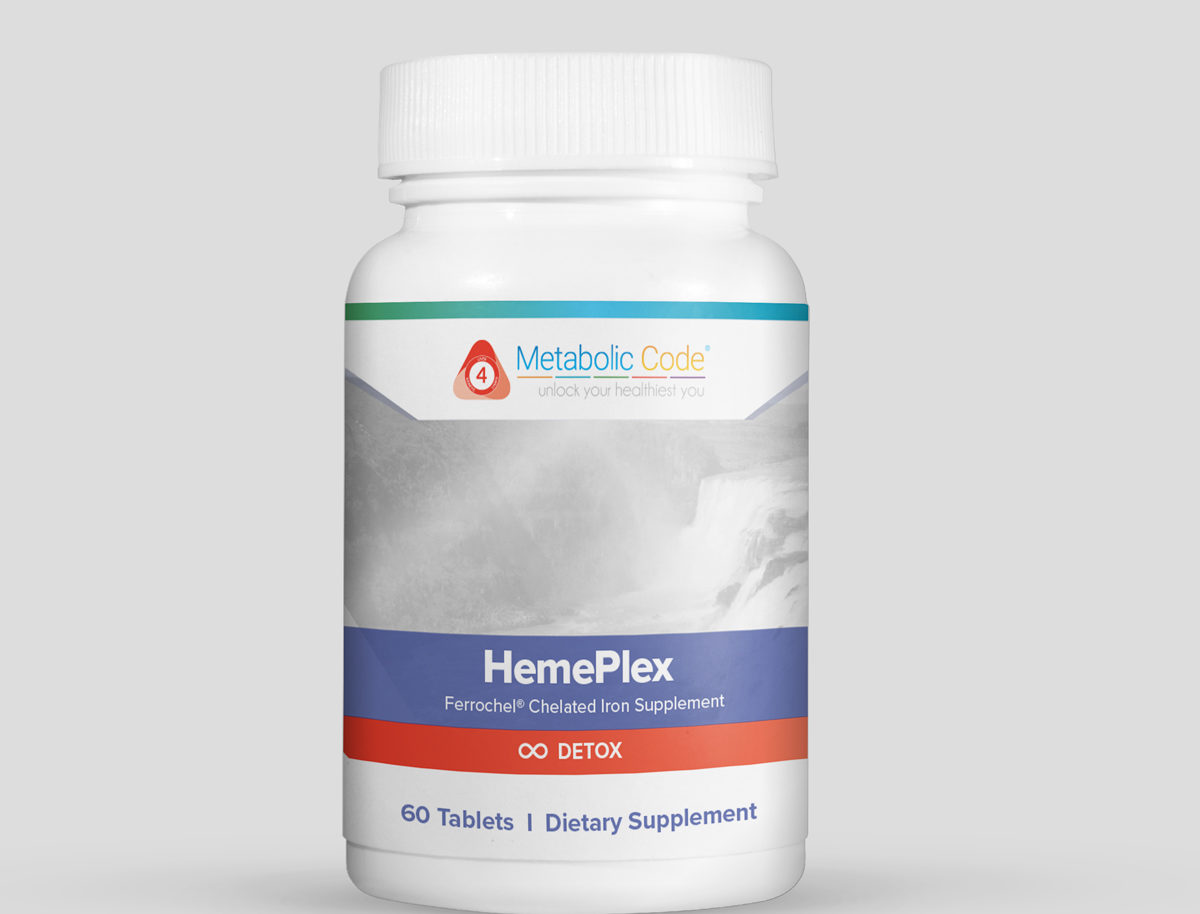 4
Metabolic Code®
unlock your healthiest you
HemePlex
Ferrochel® Chelated Iron Supplement
∞ DETOX
60 Tablets | Dietary Supplement